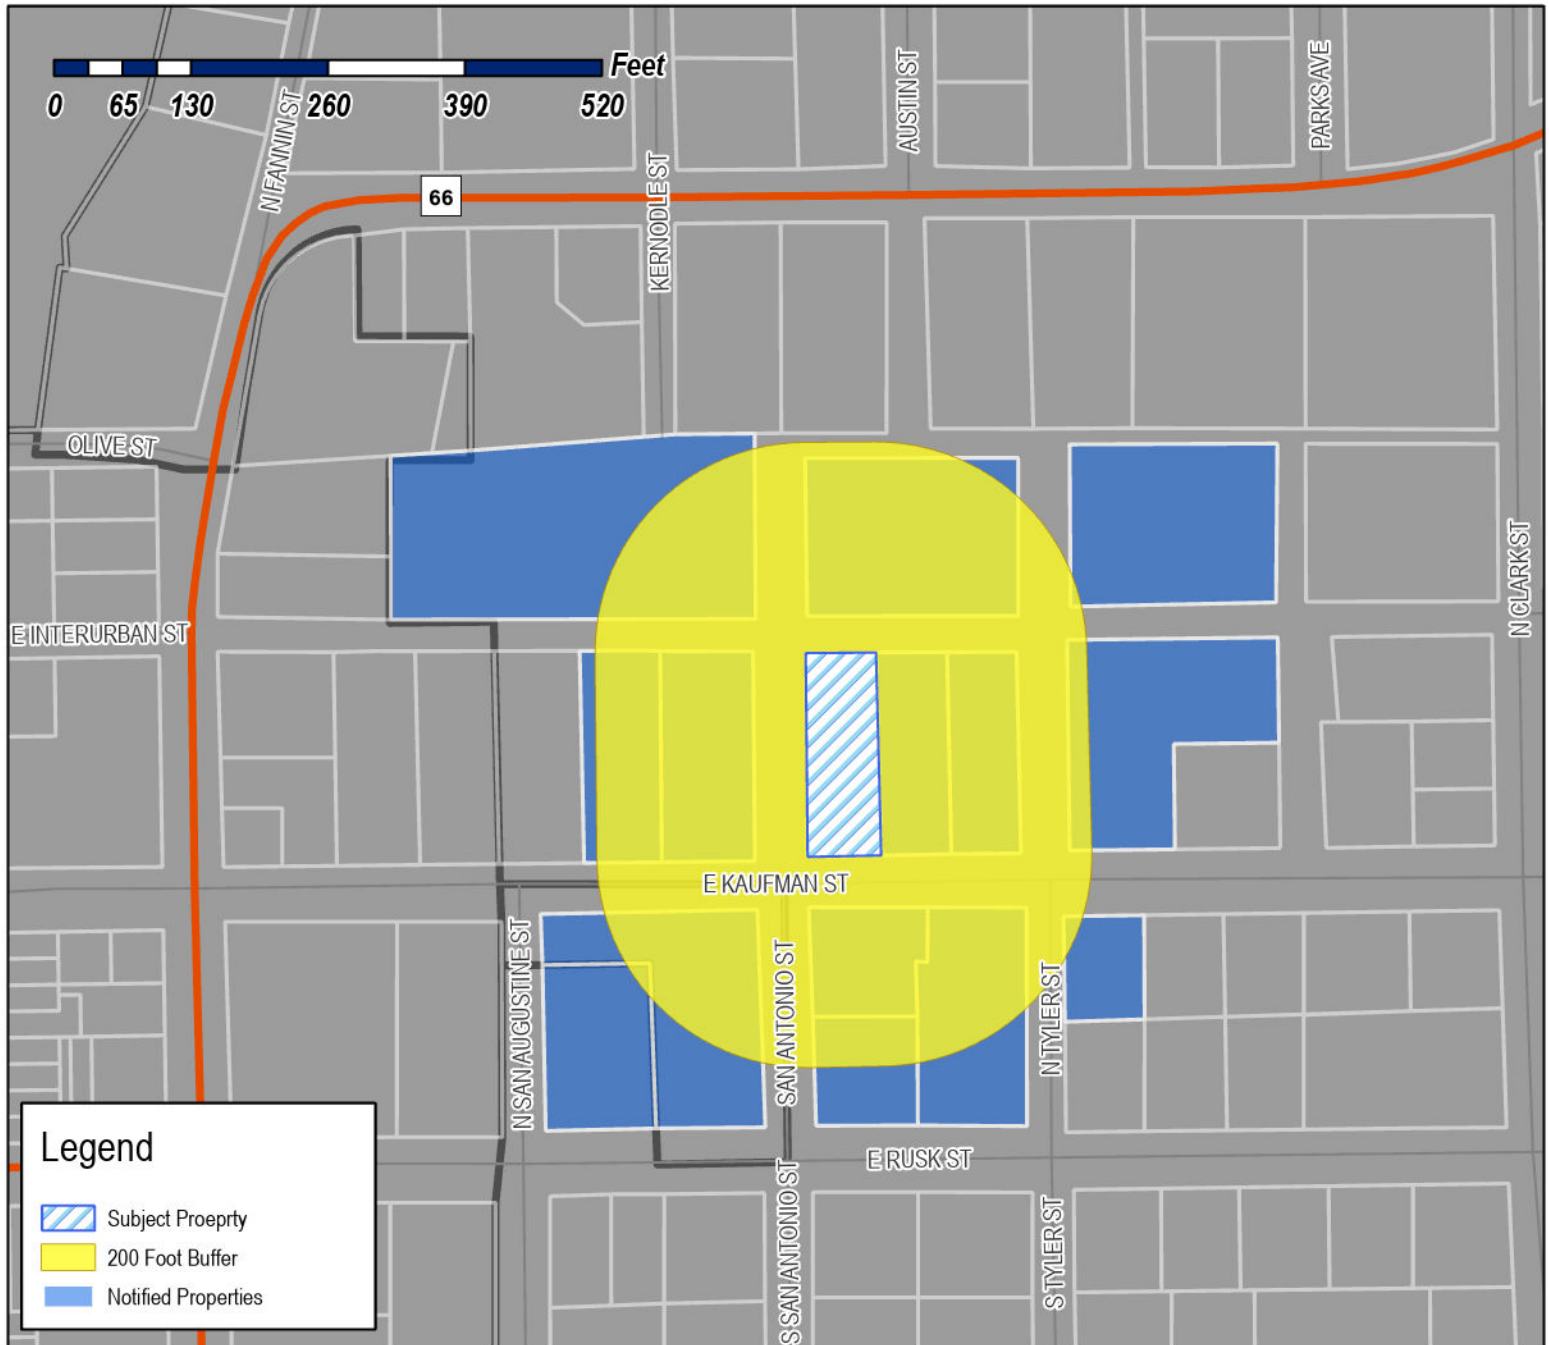 Feet
0 65 130 260 390 520
N FANNIN ST
66
KERNODLE ST
AUSTIN ST
PARKS AVE
OLIVE ST
E INTERURBAN ST
N CLARK ST
E KAUFMAN ST
N SAN AUGUSTINE ST
SAN ANTONIO ST
N TYLER ST
E RUSK ST
S SAN ANTONIO ST
S TYLER ST
Legend
Subject Proeprty
200 Foot Buffer
Notified Properties